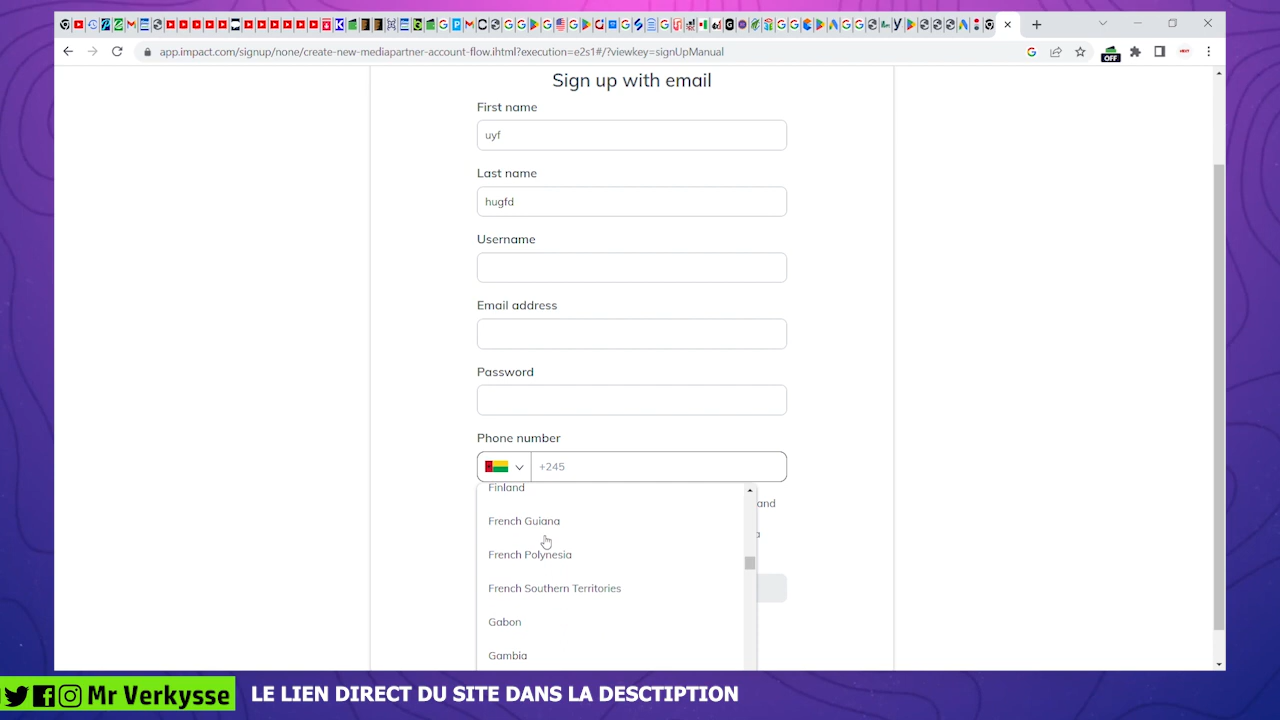 app.impact.com/signup/none/create-new-mediapartner-account-flow.ihtml?execution=e2s1#/?viewkey=signUpManual
OFF
Sign up with email
First name
uyf
Last name
hugfd
Username
Email address
Password
Phone number
+245
Finland
and
French Guiana
French Polynesia
French Southern Territories
Gabon
Gambia
Mr Verkysse
LE LIEN DIRECT DU SITE DANS LA DESCTIPTION